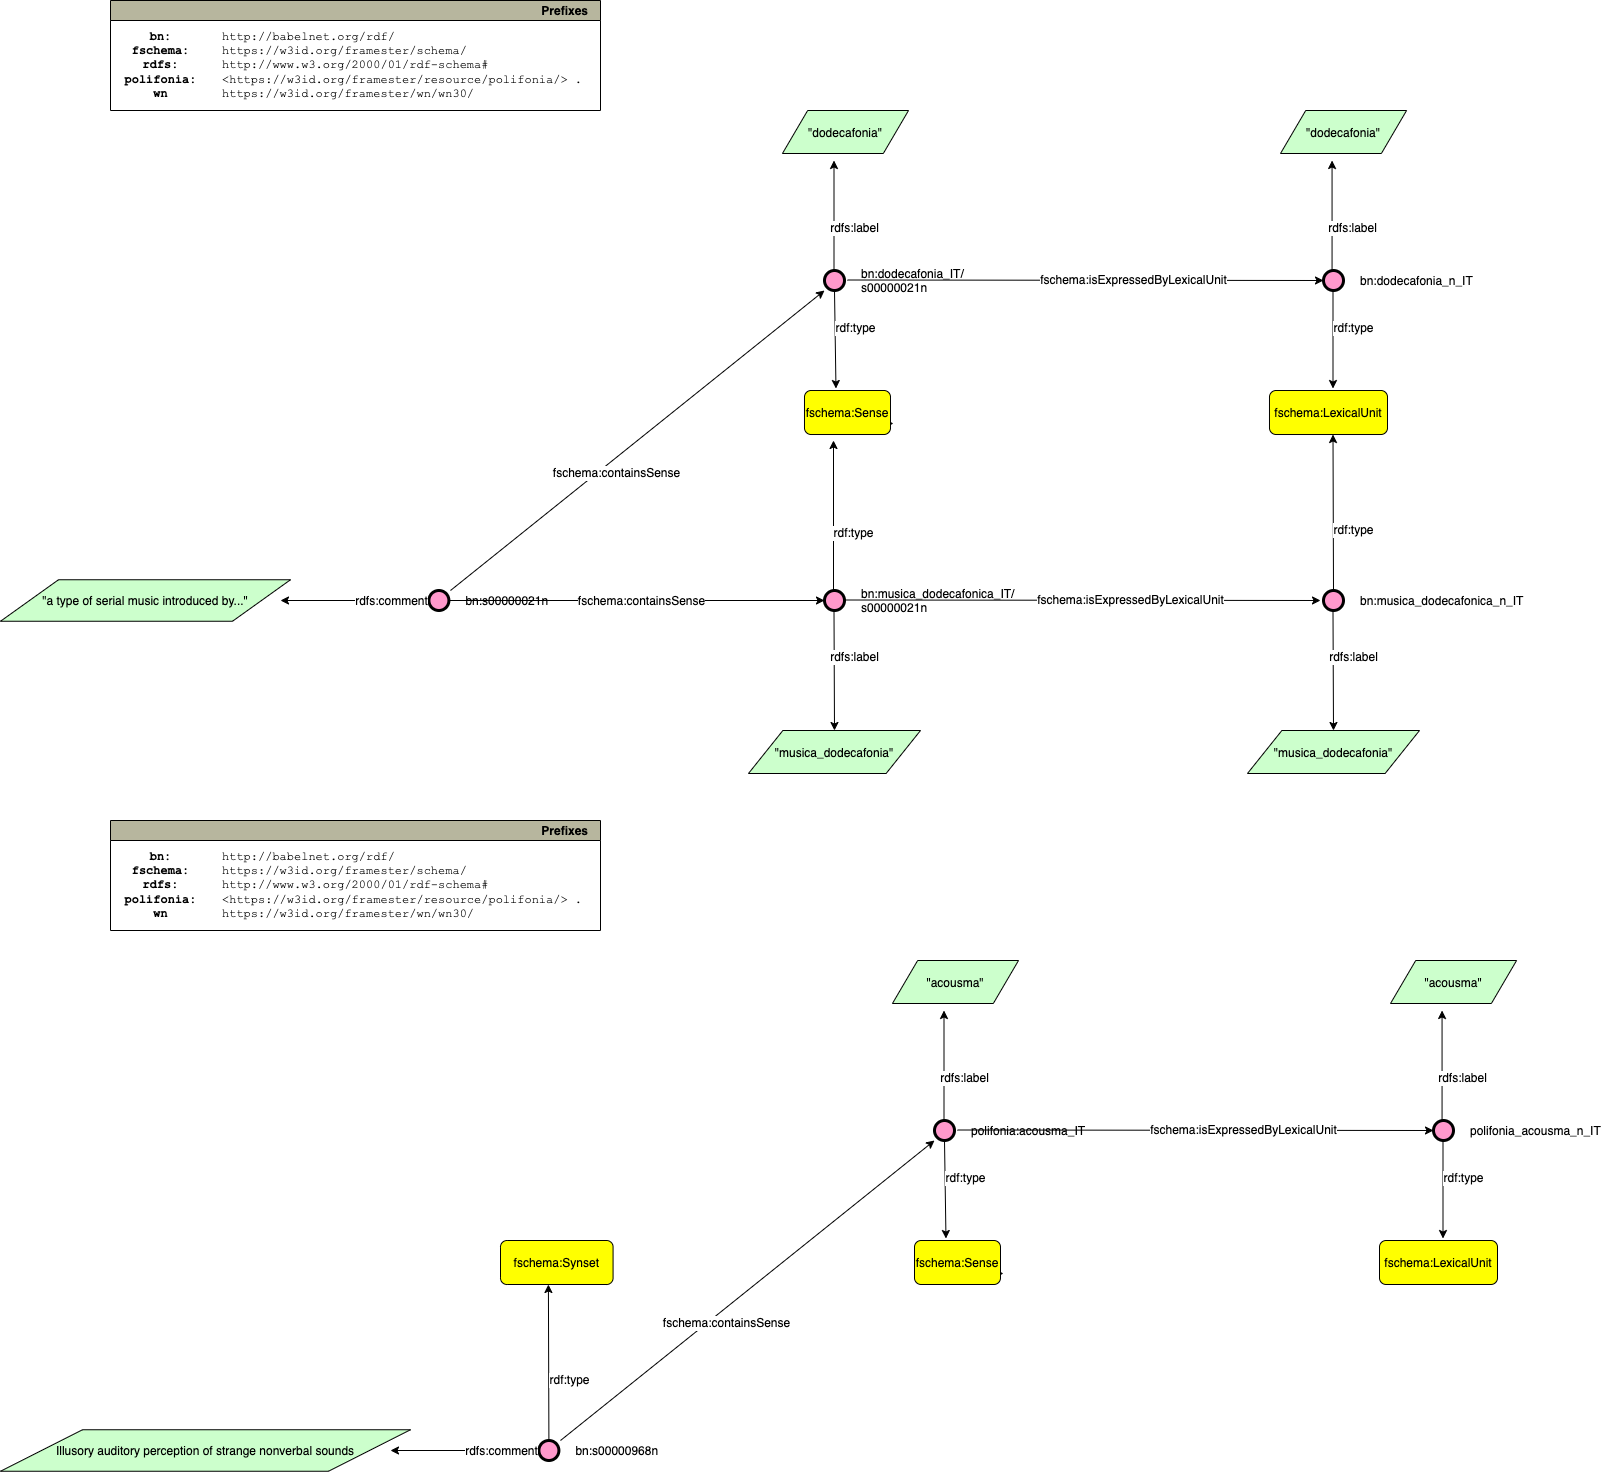 Prefixes
bn: http://babelnet.org/rdf/
fschema: https://w3id.org/framester/schema/
rdfs: http://www.w3.org/2000/01/rdf-schema#
polifonia: <https://w3id.org/framester/resource/polifonia/> .
wn https://w3id.org/framester/wn/wn30/
"dodecafonia"
"dodecafonia"
rdfs:label
rdfs:label
bn:dodecafonia_IT/
s00000021n
fschema:isExpressedByLexicalUnit
bn:dodecafonia_n_IT
rdf:type
rdf:type
fschema:Sense
fschema:LexicalUnit
fschema:containsSense
rdf:type
rdf:type
"a type of serial music introduced by..."
rdfs:comment
bn:s00000021n
fschema:containsSense
bn:musica_dodecafonica_IT/
s00000021n
fschema:isExpressedByLexicalUnit
bn:musica_dodecafonica_n_IT
rdfs:label
rdfs:label
"musica_dodecafonia"
"musica_dodecafonia"
Prefixes
bn: http://babelnet.org/rdf/
fschema: https://w3id.org/framester/schema/
rdfs: http://www.w3.org/2000/01/rdf-schema#
polifonia: <https://w3id.org/framester/resource/polifonia/> .
wn https://w3id.org/framester/wn/wn30/
"acousma"
"acousma"
rdfs:label
rdfs:label
polifonia:acousma_IT
fschema:isExpressedByLexicalUnit
polifonia_acousma_n_IT
rdf:type
rdf:type
fschema:Synset
fschema:Sense
fschema:LexicalUnit
fschema:containsSense
rdf:type
Illusory auditory perception of strange nonverbal sounds
rdfs:comment
bn:s00000968n